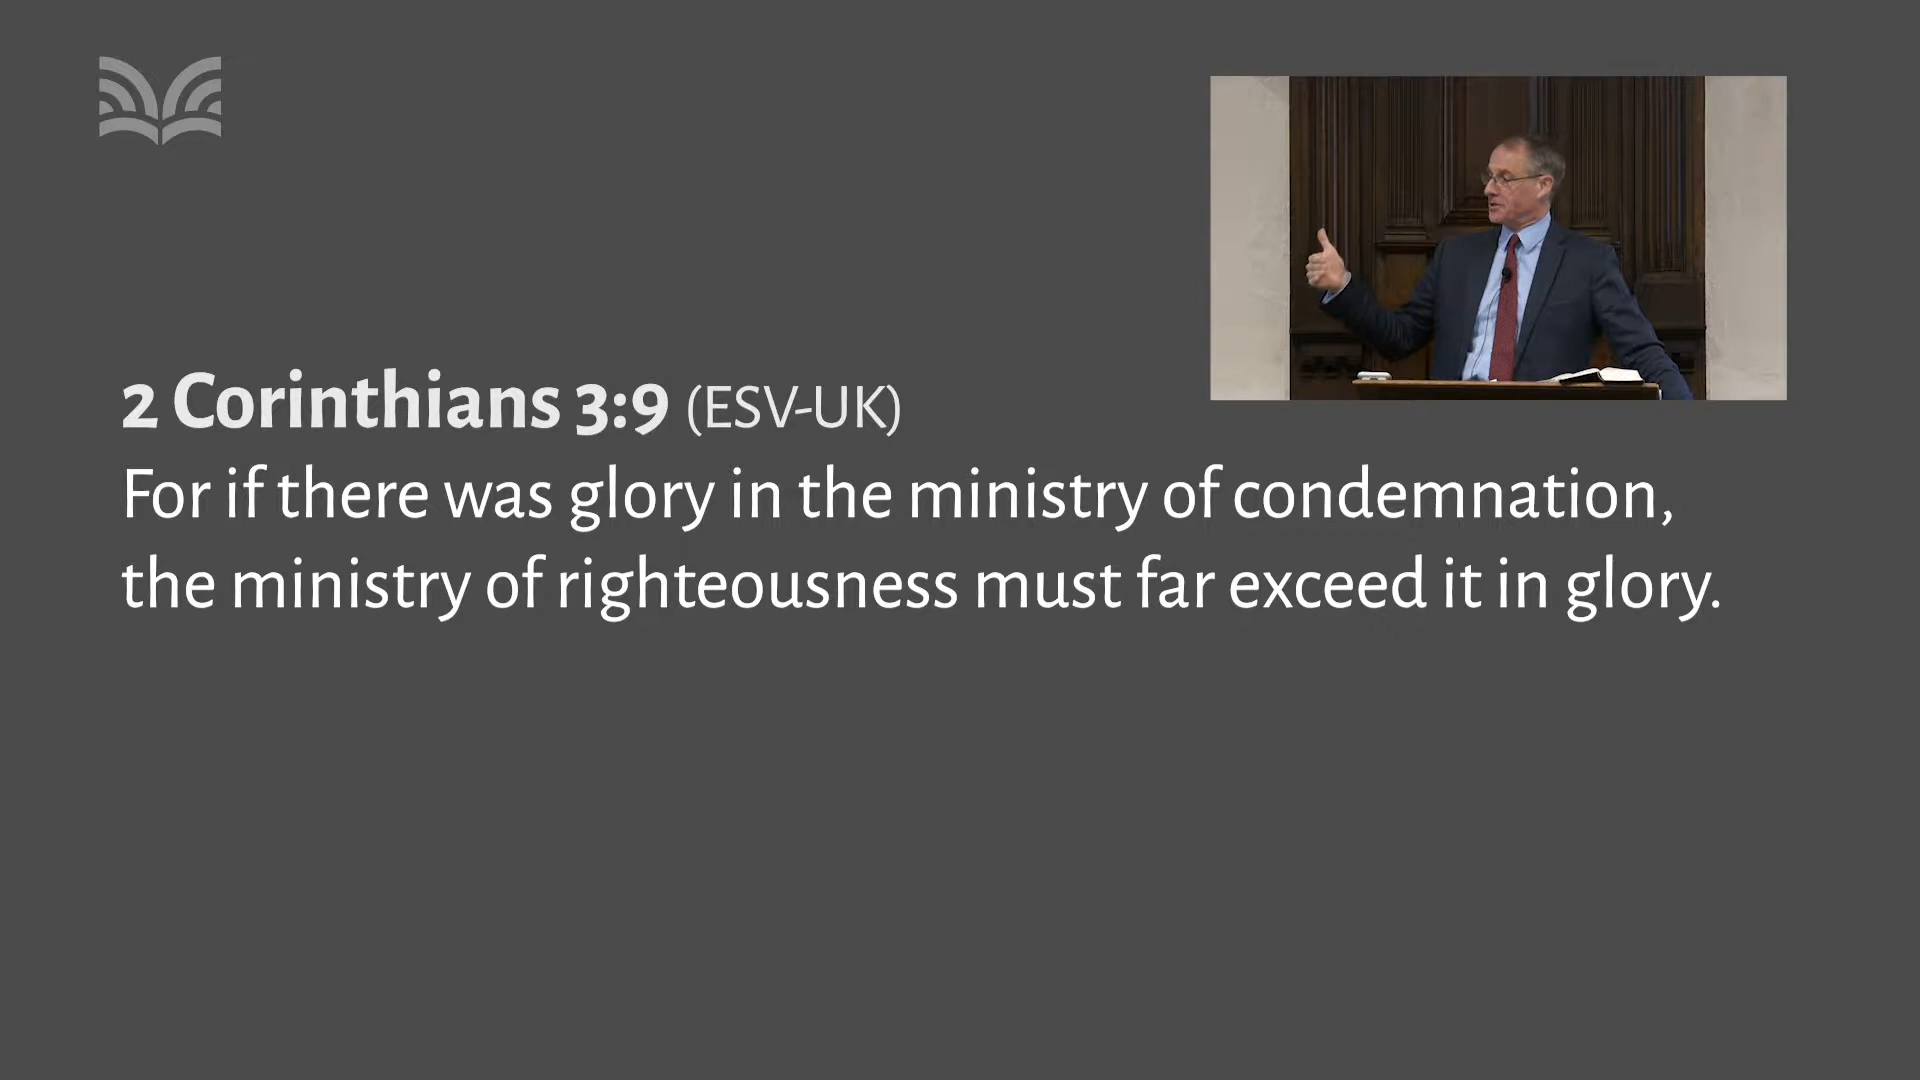 2 Corinthians 3:9 (ESV-UK)
For if there was glory in the ministry of condemnation,
the ministry of righteousness must far exceed it in glory.